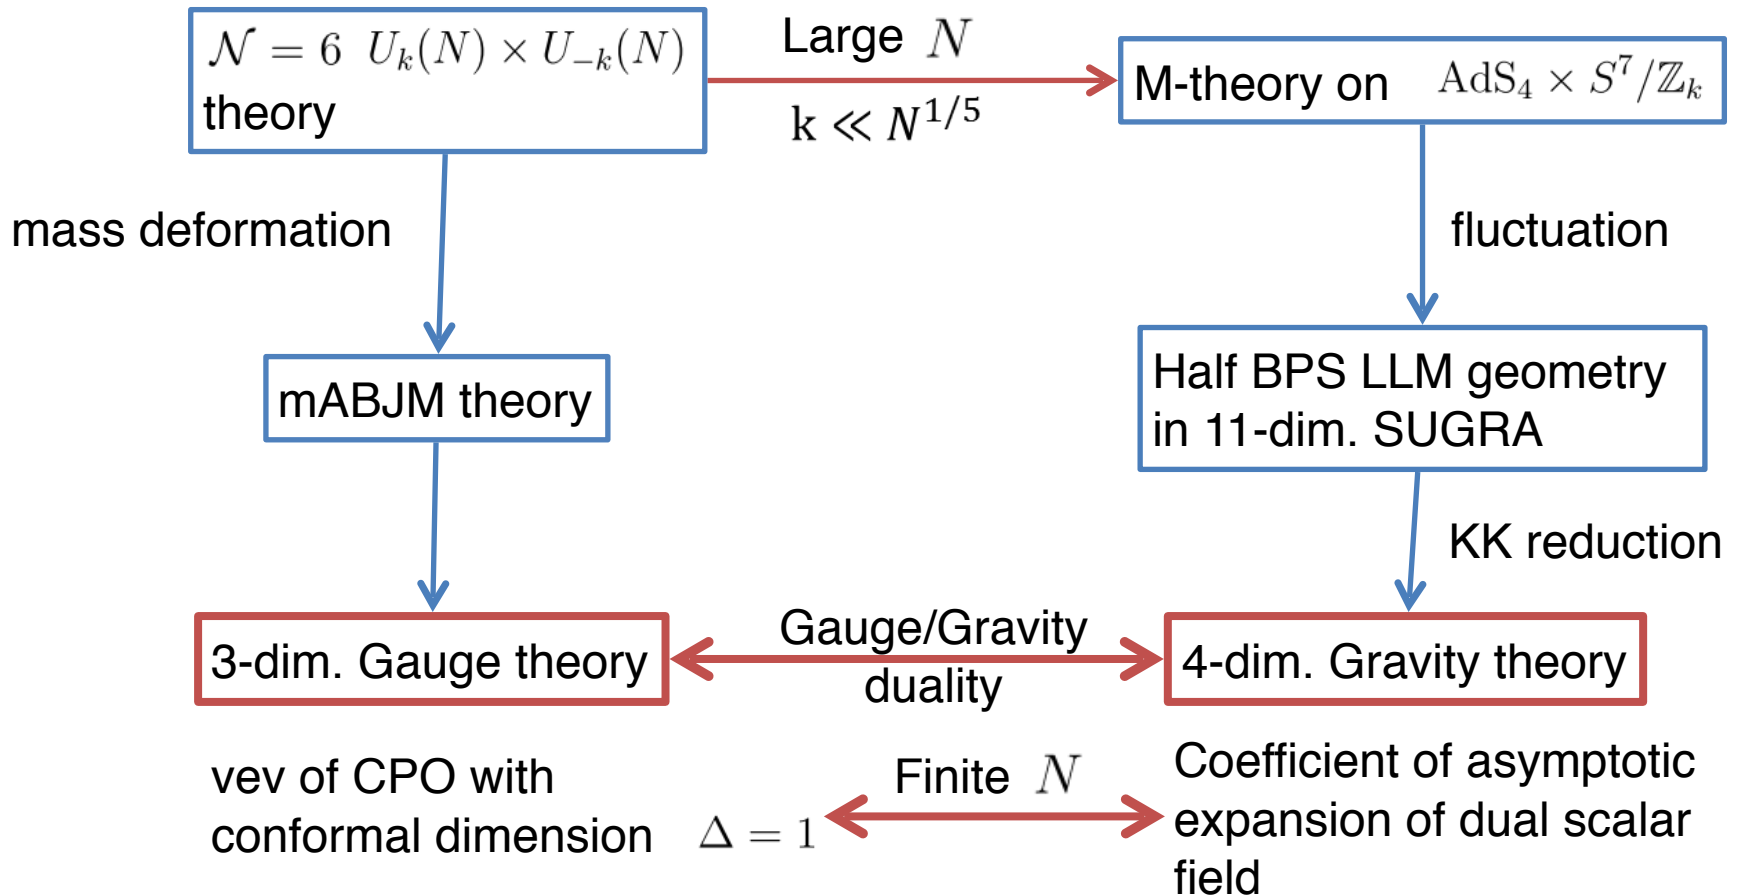 𝒩 = 6 U_k(N) × U_{−k}(N)
theory
Large N
k ≪ N^{1/5}
M-theory on AdS₄ × S⁷/ℤ_k
mass deformation
fluctuation
mABJM theory
Half BPS LLM geometry
in 11-dim. SUGRA
KK reduction
3-dim. Gauge theory
Gauge/Gravity
duality
4-dim. Gravity theory
vev of CPO with
conformal dimension Δ = 1
Finite N
Coefficient of asymptotic
expansion of dual scalar
field